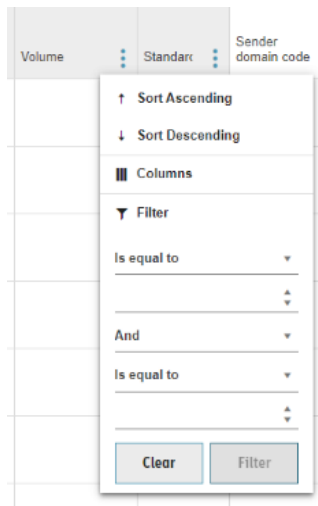 Volume
Standarc
Sender
domain code
↑ Sort Ascending
↓ Sort Descending
Columns
Filter
Is equal to
And
Is equal to
Clear
Filter